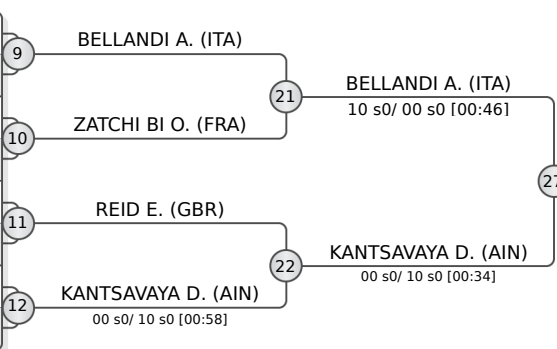 9
BELLANDI A. (ITA)
21
BELLANDI A. (ITA)
10 s0/ 00 s0 [00:46]
10
ZATCHI BI O. (FRA)
27
11
REID E. (GBR)
22
KANTSAVAYA D. (AIN)
00 s0/ 10 s0 [00:34]
12
KANTSAVAYA D. (AIN)
00 s0/ 10 s0 [00:58]